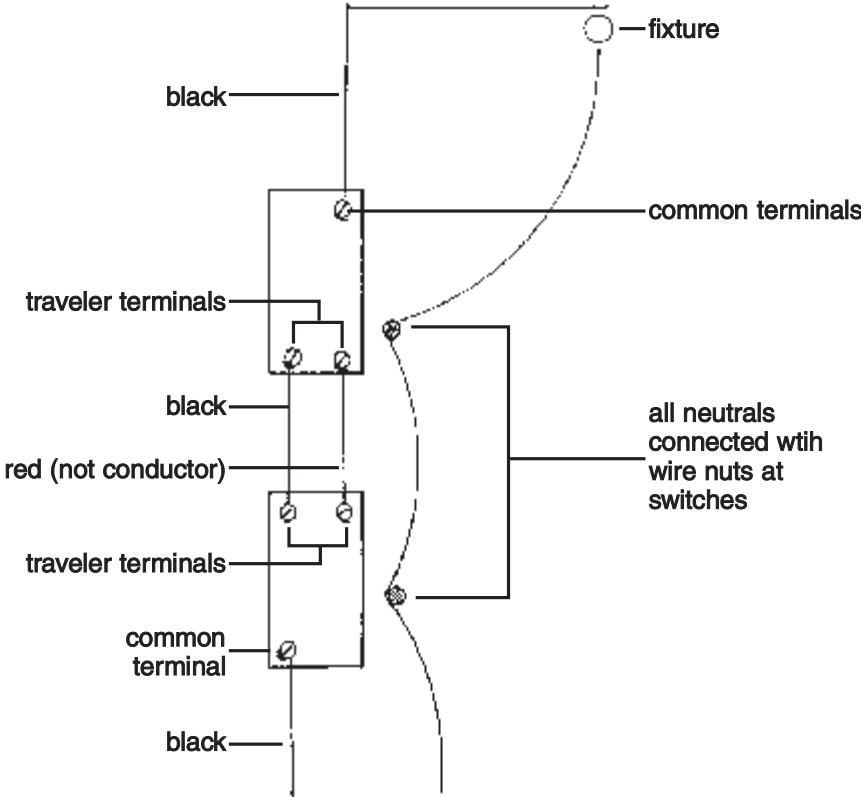 fixture
black
common terminals
traveler terminals
black
all neutrals
connected wtih
wire nuts at
switches
red (not conductor)
traveler terminals
common
terminal
black